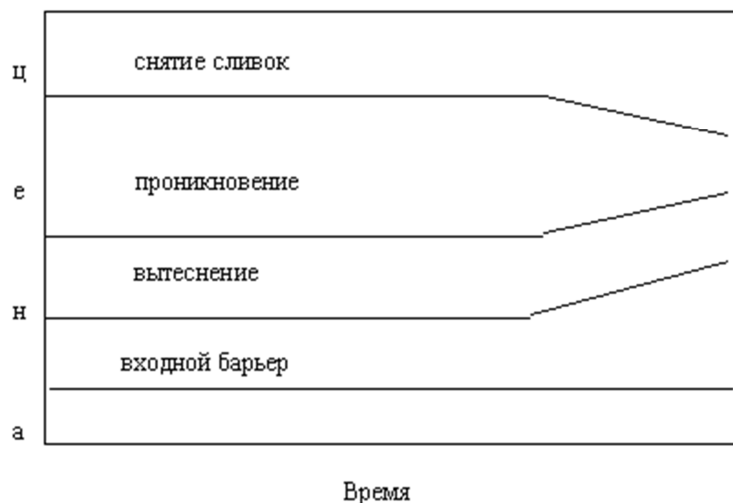 ц
е
н
а
снятие сливок
проникновение
вытеснение
входной барьер
Время